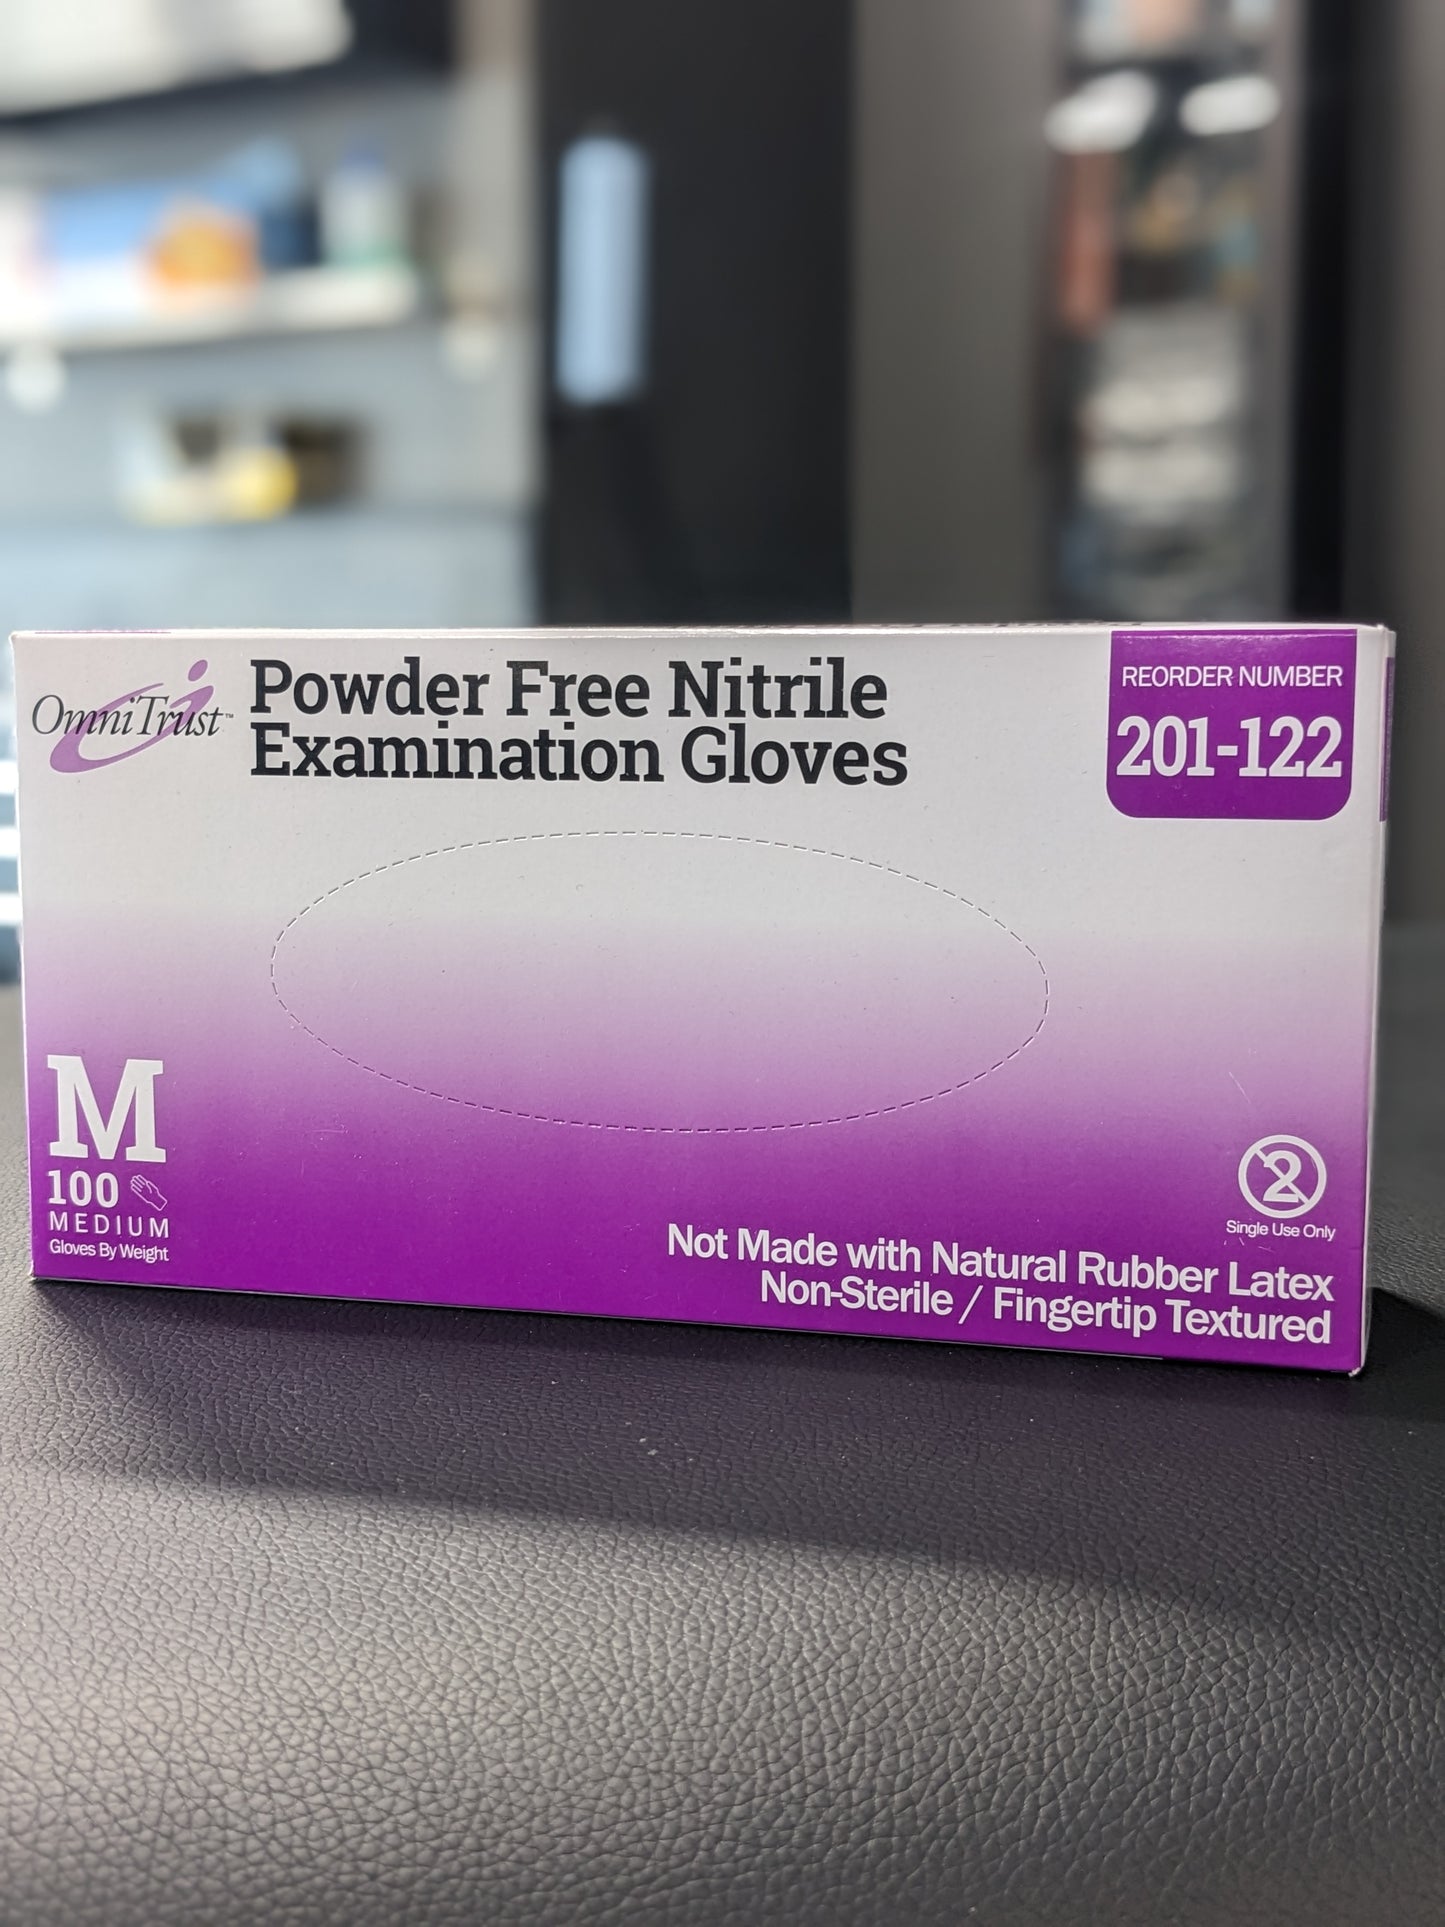 OmniTrust™
Powder Free Nitrile
Examination Gloves
REORDER NUMBER
201-122
M
100
MEDIUM
Gloves By Weight
2
Single Use Only
Not Made with Natural Rubber Latex
Non-Sterile / Fingertip Textured